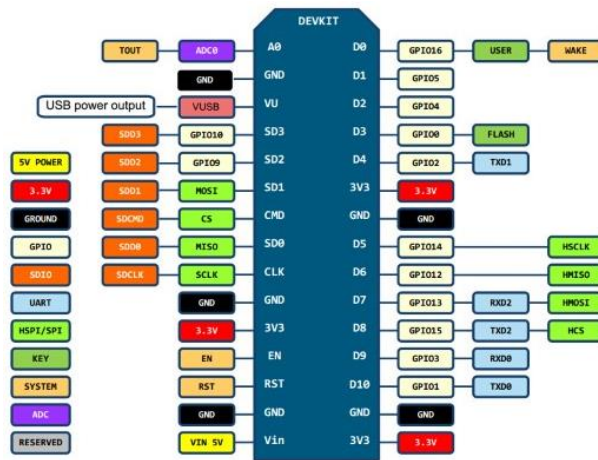 DEVKIT
TOUT ADC0 A0 D0 GPIO16 USER WAKE
GND GND D1 GPIO5
USB power output VUSB VU D2 GPIO4
SDD3 GPIO10 SD3 D3 GPIO0 FLASH
5V POWER SDD2 GPIO9 SD2 D4 GPIO2 TXD1
3.3V SDD1 MOSI SD1 3V3 3.3V
GROUND SDCMD CS CMD GND GND
GPIO SDD0 MISO SD0 D5 GPIO14 HSCLK
SDIO SDCLK SCLK CLK D6 GPIO12 HMISO
UART GND GND D7 GPIO13 RXD2 HMOSI
HSPI/SPI 3.3V 3V3 D8 GPIO15 TXD2 HCS
KEY EN EN D9 GPIO3 RXD0
SYSTEM RST RST D10 GPIO1 TXD0
ADC GND GND GND GND
RESERVED VIN 5V Vin 3V3 3.3V